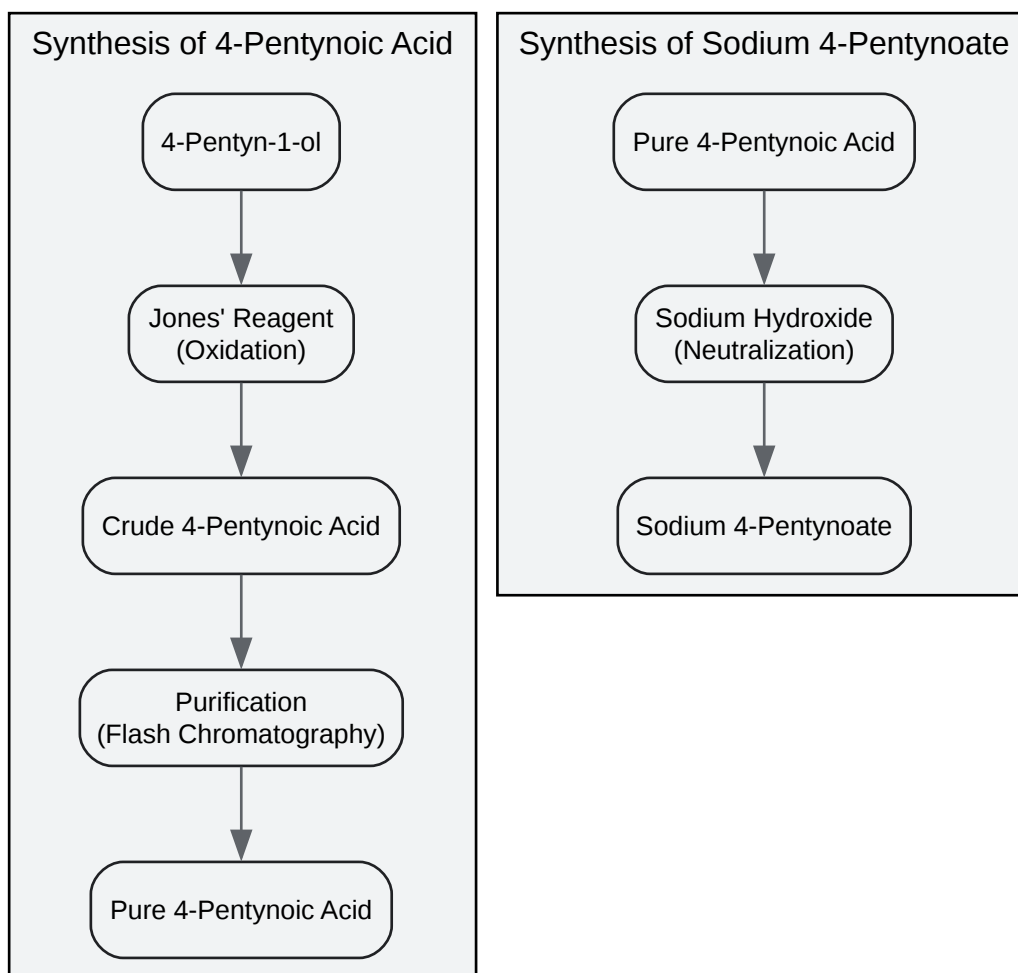 Synthesis of 4-Pentynoic Acid
4-Pentyn-1-ol
Jones' Reagent
(Oxidation)
Crude 4-Pentynoic Acid
Purification
(Flash Chromatography)
Pure 4-Pentynoic Acid
Synthesis of Sodium 4-Pentynoate
Pure 4-Pentynoic Acid
Sodium Hydroxide
(Neutralization)
Sodium 4-Pentynoate